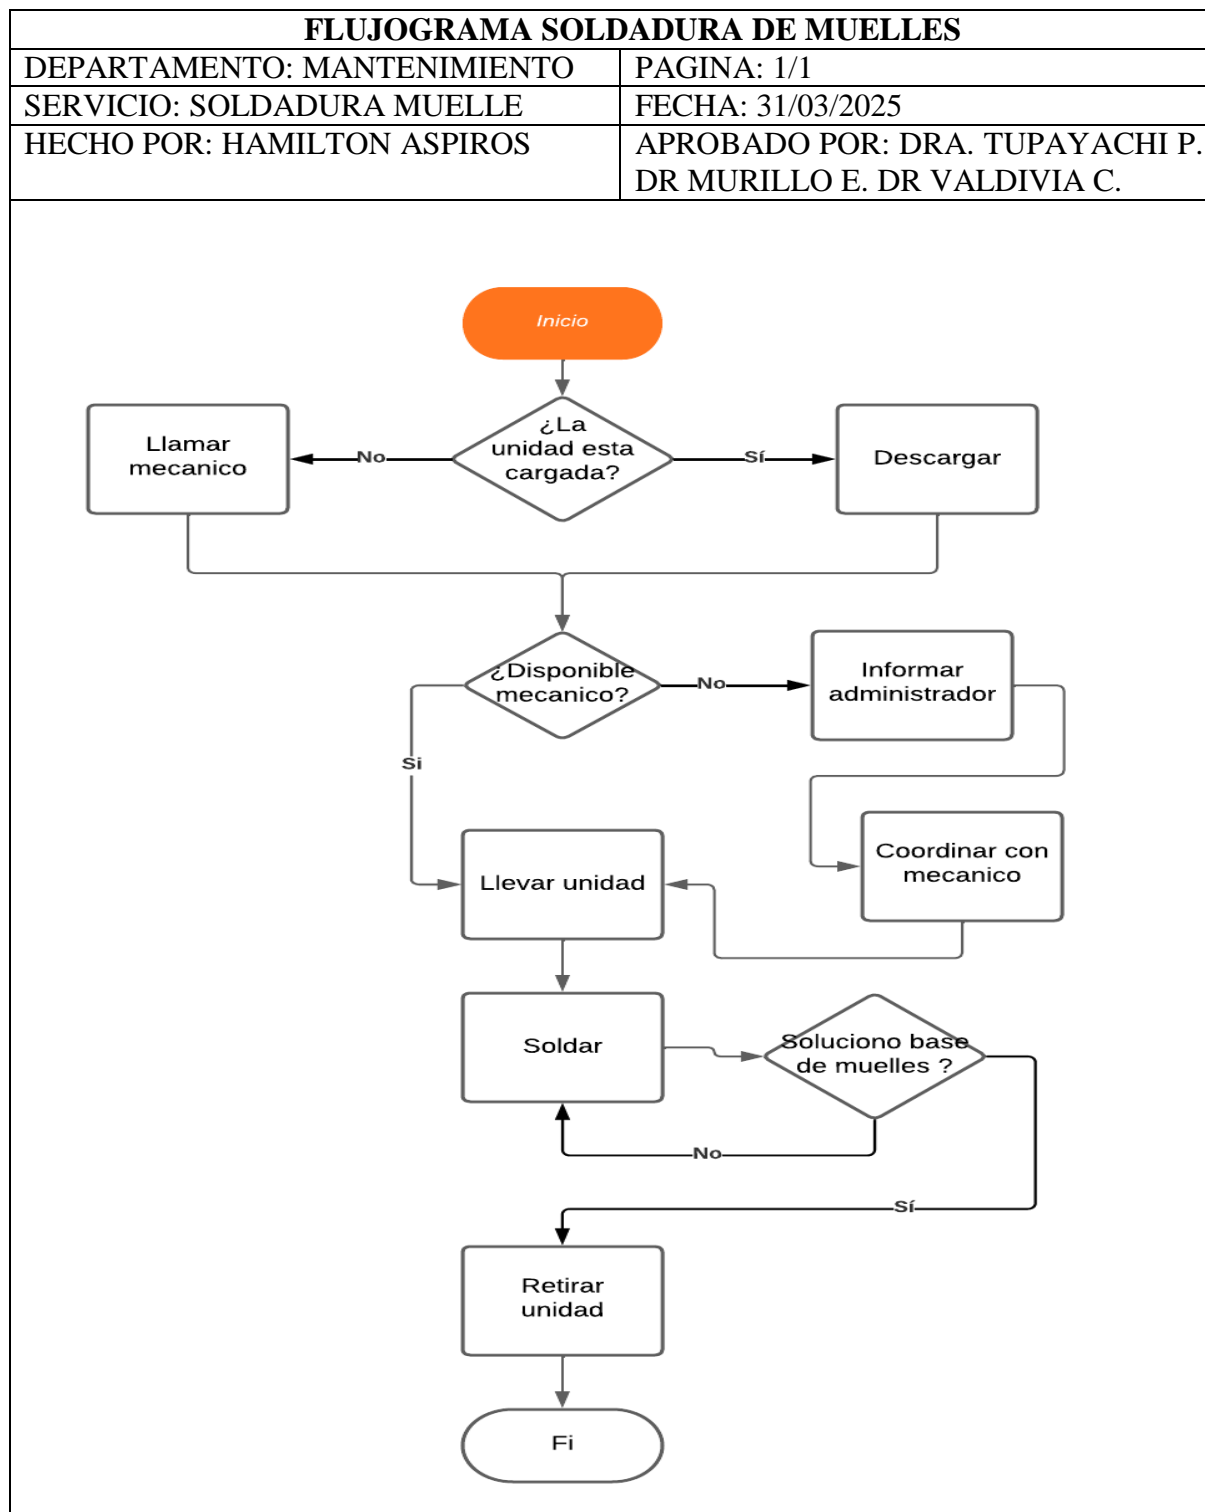 FLUJOGRAMA SOLDADURA DE MUELLES
DEPARTAMENTO: MANTENIMIENTO
PAGINA: 1/1
SERVICIO: SOLDADURA MUELLE
FECHA: 31/03/2025
HECHO POR: HAMILTON ASPIROS
APROBADO POR: DRA. TUPAYACHI P.
DR MURILLO E. DR VALDIVIA C.
Inicio
¿La
unidad esta
cargada?
No
Sí
Llamar
mecanico
Descargar
¿Disponible
mecanico?
No
Informar
administrador
Si
Coordinar con
mecanico
Llevar unidad
Soldar
Soluciono base
de muelles ?
No
Sí
Retirar
unidad
Fi